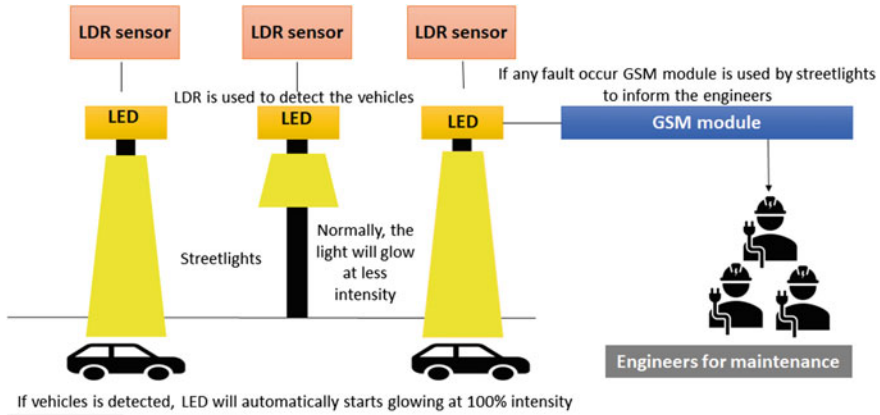 LDR sensor
LDR sensor
LDR sensor
If any fault occur GSM module is used by streetlights
to inform the engineers
LDR is used to detect the vehicles
LED
LED
LED
GSM module
Streetlights
Normally, the
light will glow
at less
intensity
Engineers for maintenance
If vehicles is detected, LED will automatically starts glowing at 100% intensity